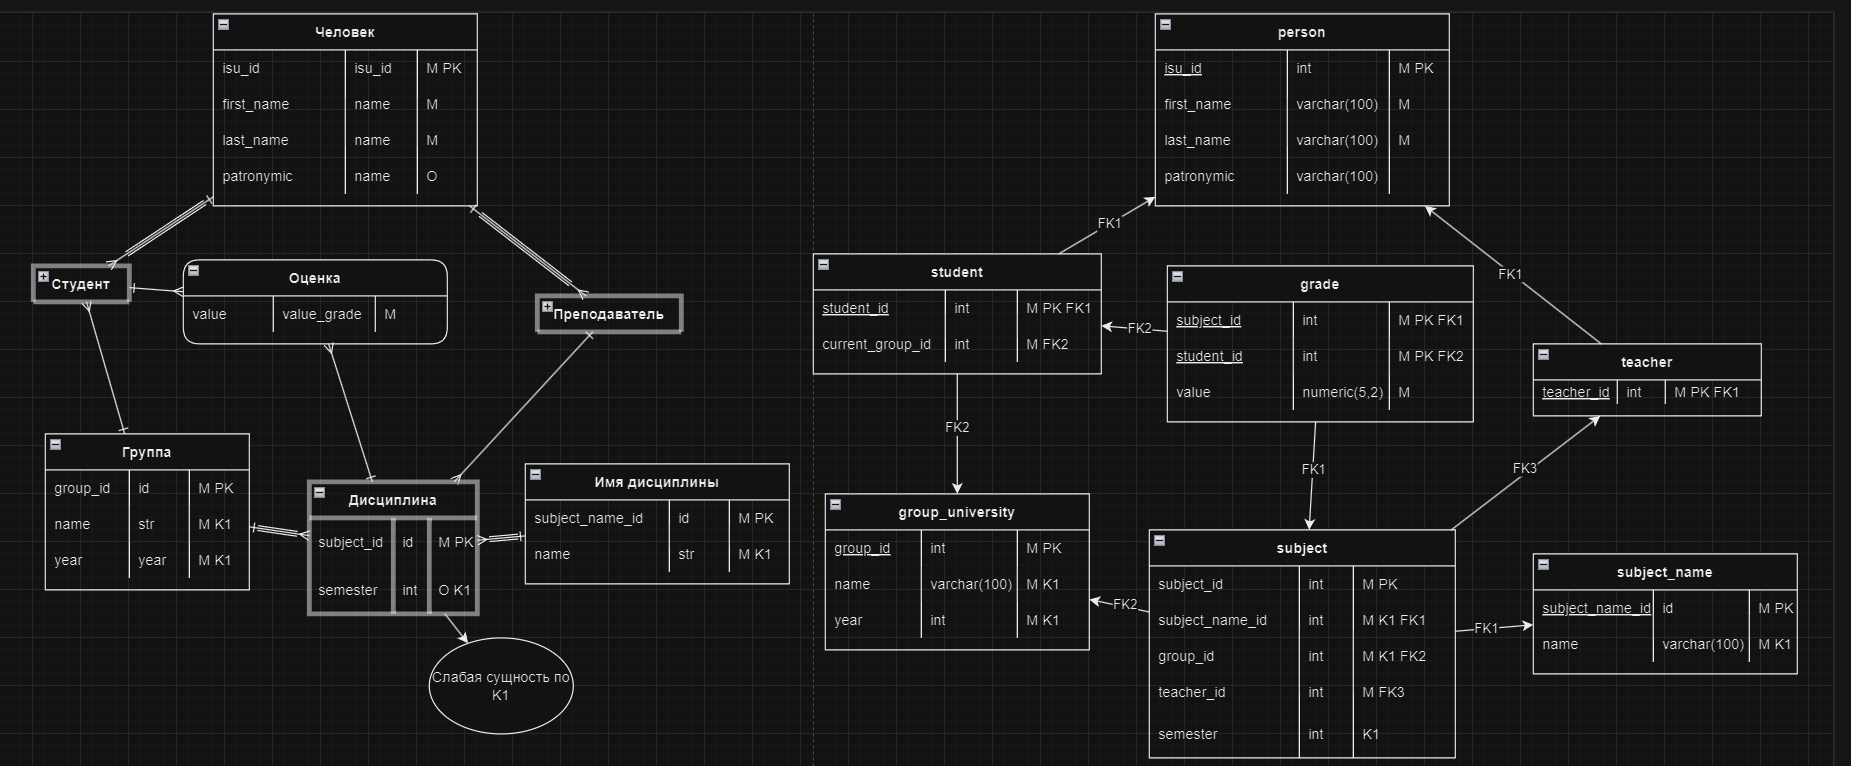 Человек
isu_id isu_id M PK
first_name name M
last_name name M
patronymic name O
Студент
Оценка
value value_grade M
Преподаватель
Группа
group_id id M PK
name str M K1
year year M K1
Дисциплина
subject_id id M PK
semester int O K1
Имя дисциплины
subject_name_id id M PK
name str M K1
Слабая сущность по
K1
person
isu_id int M PK
first_name varchar(100) M
last_name varchar(100) M
patronymic varchar(100)
FK1
FK1
student
student_id int M PK FK1
current_group_id int M FK2
FK2
grade
subject_id int M PK FK1
student_id int M PK FK2
value numeric(5,2) M
teacher
teacher_id int M PK FK1
FK2
FK1
FK3
group_university
group_id int M PK
name varchar(100) M K1
year int M K1
FK2
subject
subject_id int M PK
subject_name_id int M K1 FK1
group_id int M K1 FK2
teacher_id int M FK3
semester int K1
FK1
subject_name
subject_name_id id M PK
name varchar(100) M K1